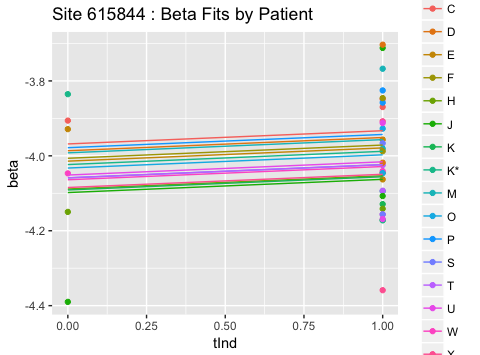 Site 615844 : Beta Fits by Patient
beta
-3.8
-4.0
-4.2
-4.4
0.00 0.25 0.50 0.75 1.00
tInd
C
D
E
F
H
J
K
K*
M
O
P
S
T
U
W